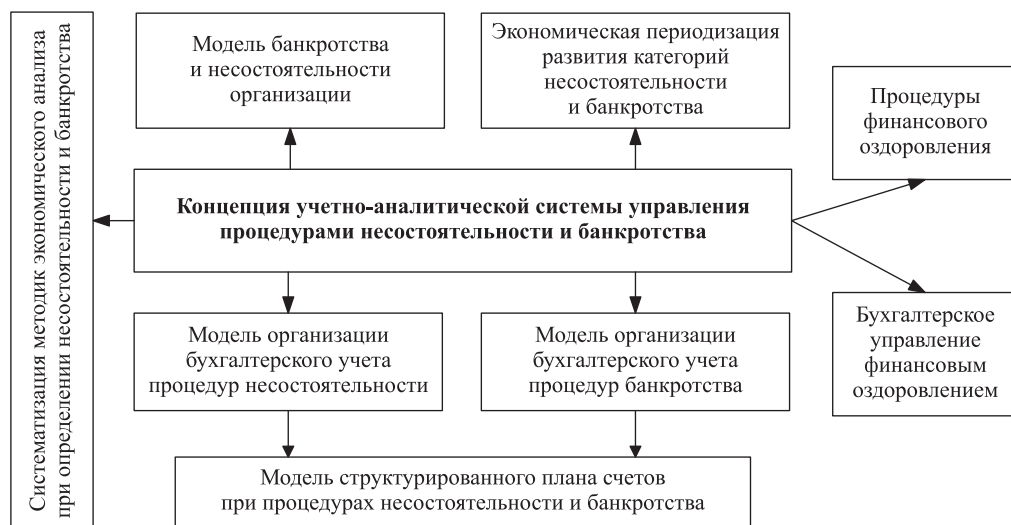 Систематизация методик экономического анализа
при определении несостоятельности и банкротства
Модель банкротства
и несостоятельности
организации
Экономическая периодизация
развития категорий
несостоятельности
и банкротства
Процедуры
финансового
оздоровления
Концепция учетно-аналитической системы управления
процедурами несостоятельности и банкротства
Модель организации
бухгалтерского учета
процедур несостоятельности
Модель организации
бухгалтерского учета
процедур банкротства
Бухгалтерское
управление
финансовым
оздоровлением
Модель структурированного плана счетов
при процедурах несостоятельности и банкротства